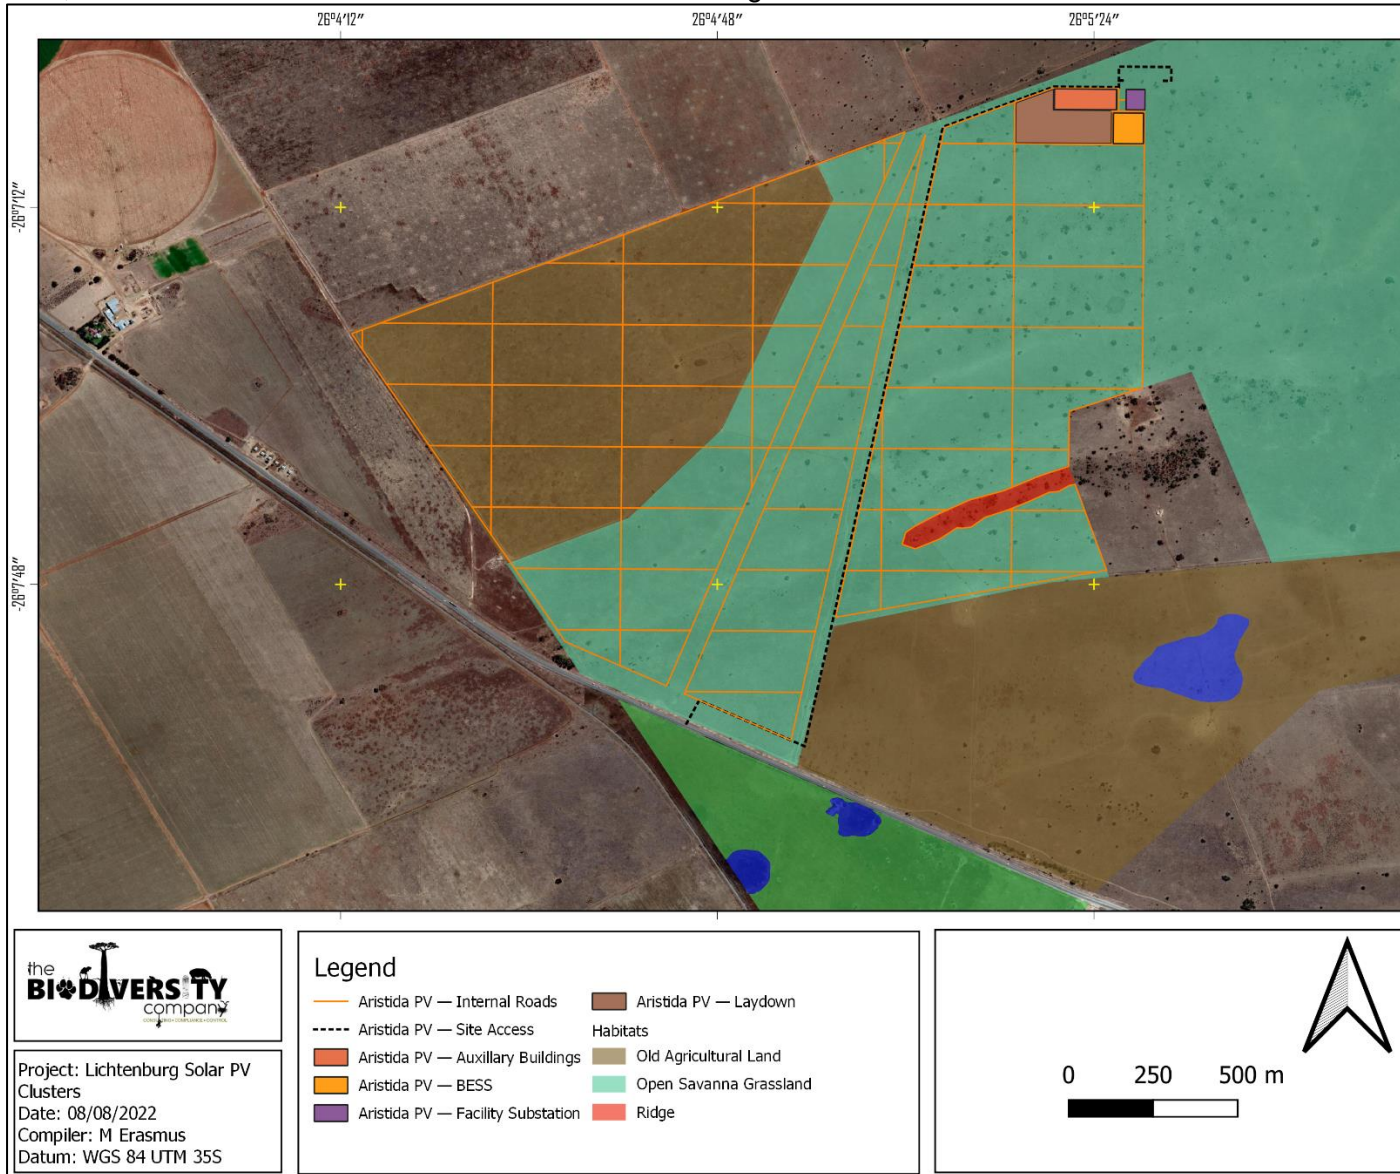 26°4′12″ 26°4′48″ 26°5′24″
-26°7′12″
-26°7′48″
the
BIODIVERSITY
company
Project: Lichtenburg Solar PV
Clusters
Date: 08/08/2022
Compiler: M Erasmus
Datum: WGS 84 UTM 35S
Legend
Aristida PV — Internal Roads
Aristida PV — Site Access
Aristida PV — Auxillary Buildings
Aristida PV — BESS
Aristida PV — Facility Substation
Aristida PV — Laydown
Habitats
Old Agricultural Land
Open Savanna Grassland
Ridge
0 250 500 m